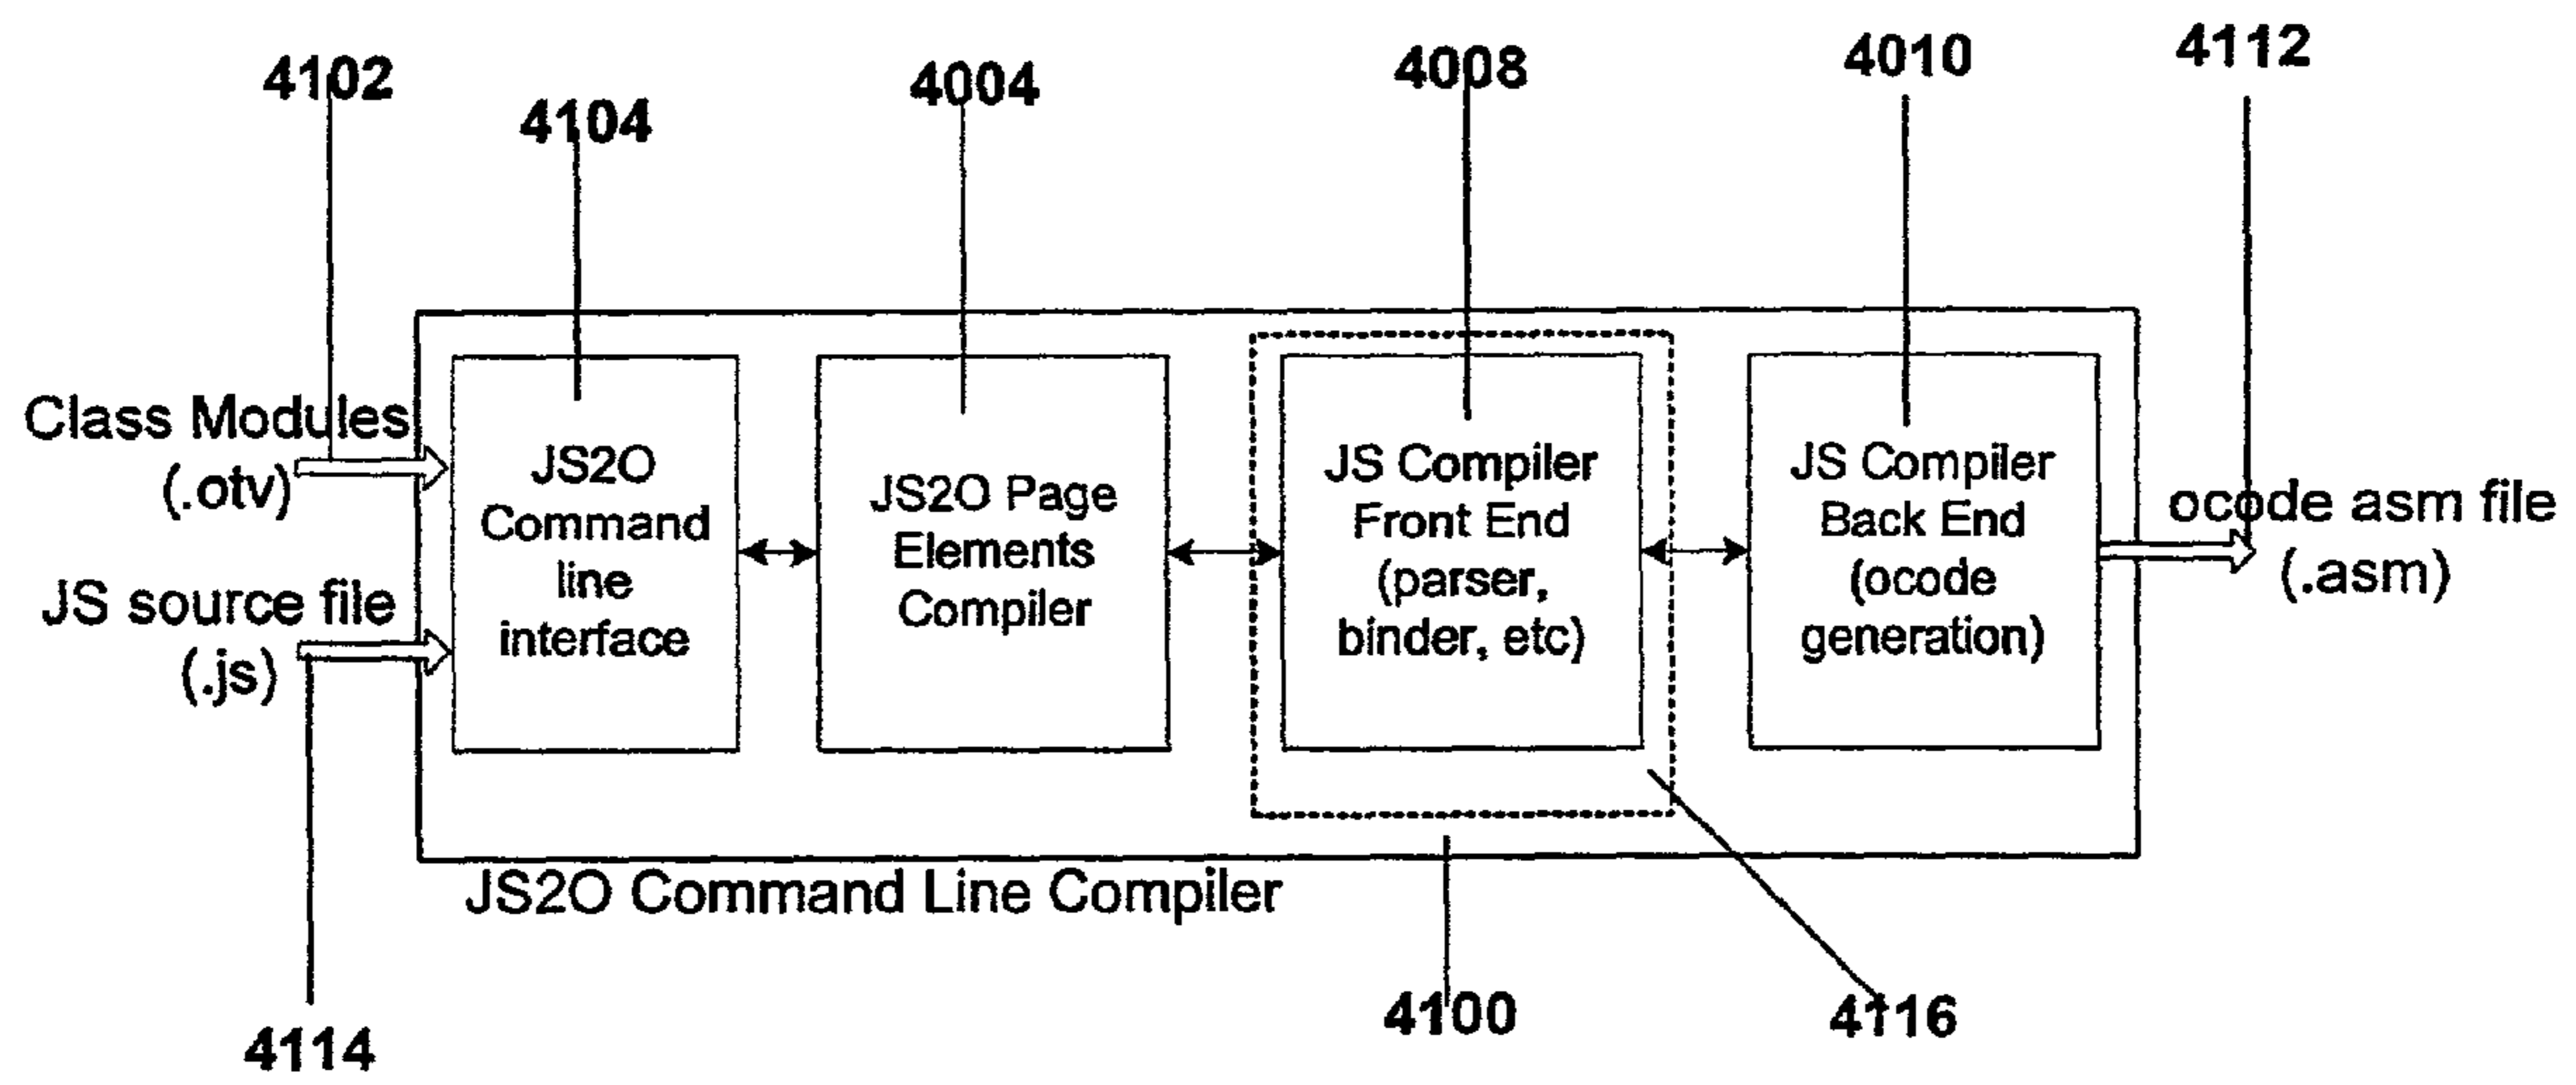 4102
4104
4004
4008
4010
4112
Class Modules
(.otv)
JS source file
(.js)
JS2O
Command
line
interface
JS2O Page
Elements
Compiler
JS Compiler
Front End
(parser,
binder, etc)
JS Compiler
Back End
(ocode
generation)
ocode asm file
(.asm)
JS2O Command Line Compiler
4114
4100
4116